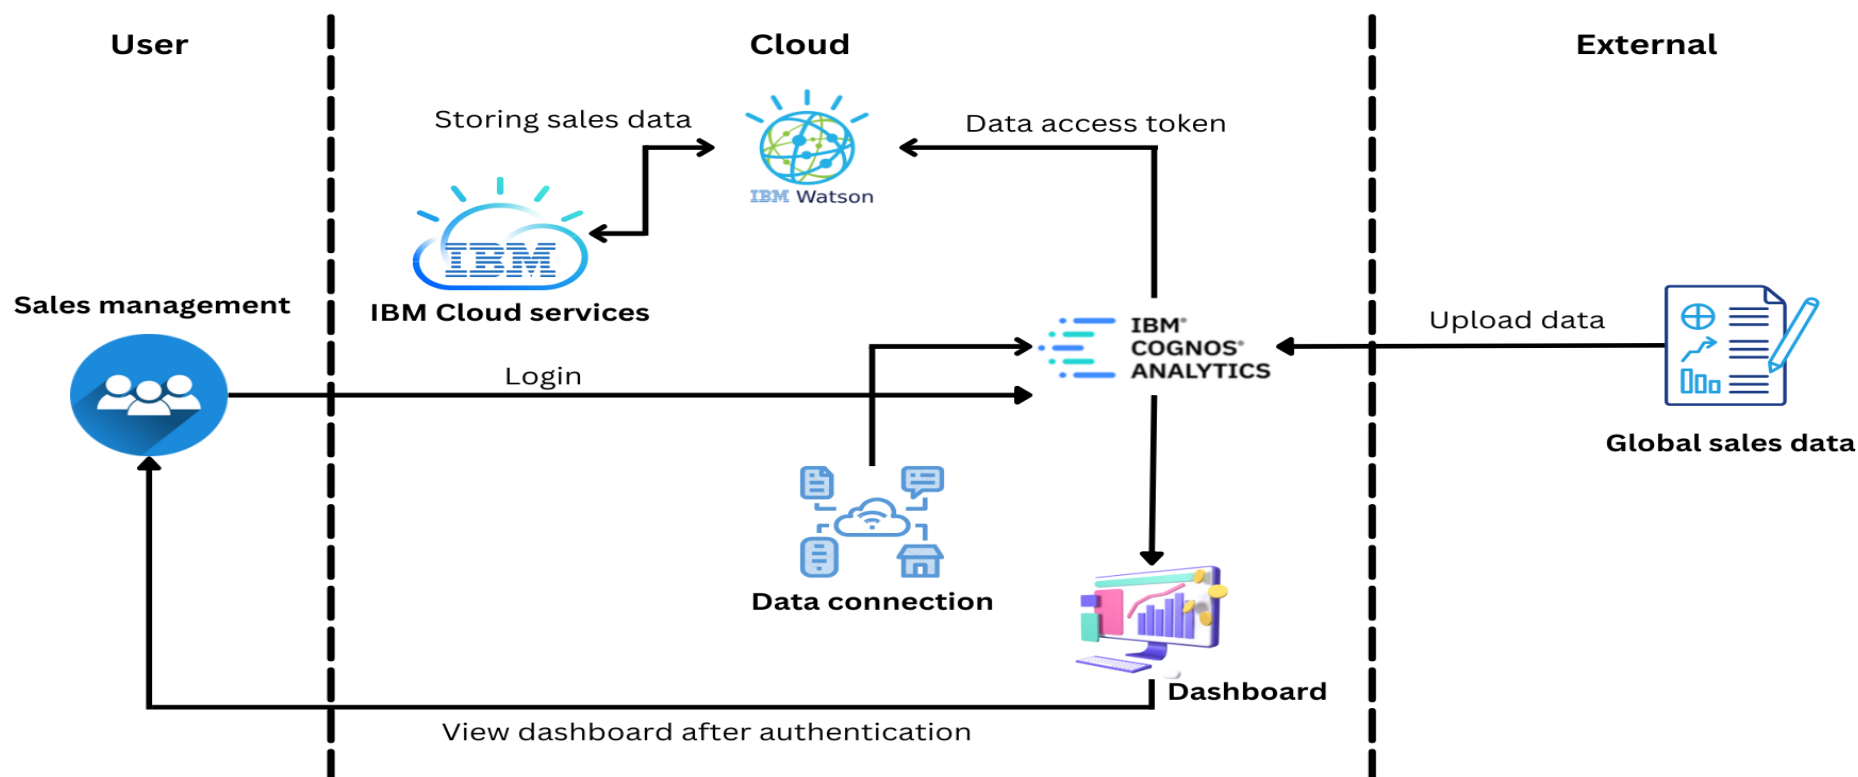 User
Cloud
External
Storing sales data
Data access token
IBM Watson
IBM
IBM Cloud services
Sales management
Upload data
IBM®
COGNOS®
ANALYTICS
Login
Global sales data
Data connection
Dashboard
View dashboard after authentication